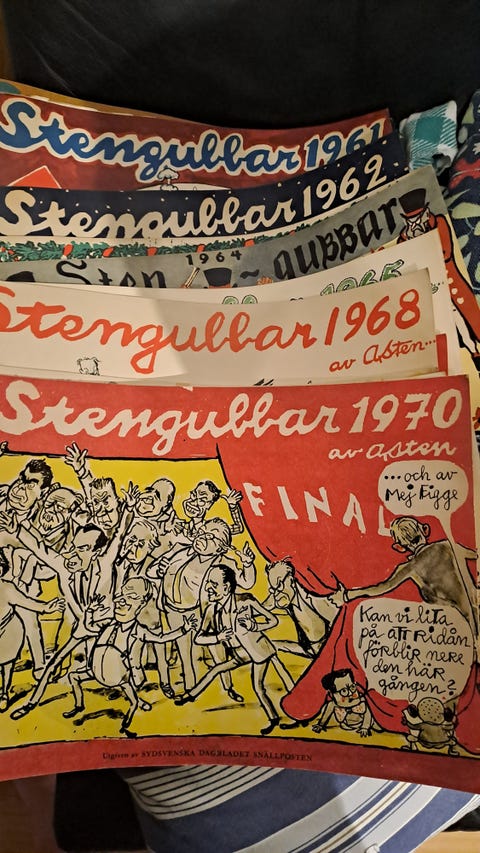 Stengubbar 1961
Stengubbar 1962
1964
Sten gubbar
1965
Stengubbar 1968
av Asten...
Stengubbar 1970
av asten
...och av
Mej Figge
FINAL
Kan vi lita
på att ridån
förblir nere
den här
gången?
Utgiven av SYDSVENSKA DAGBLADET SNÄLLPOSTEN